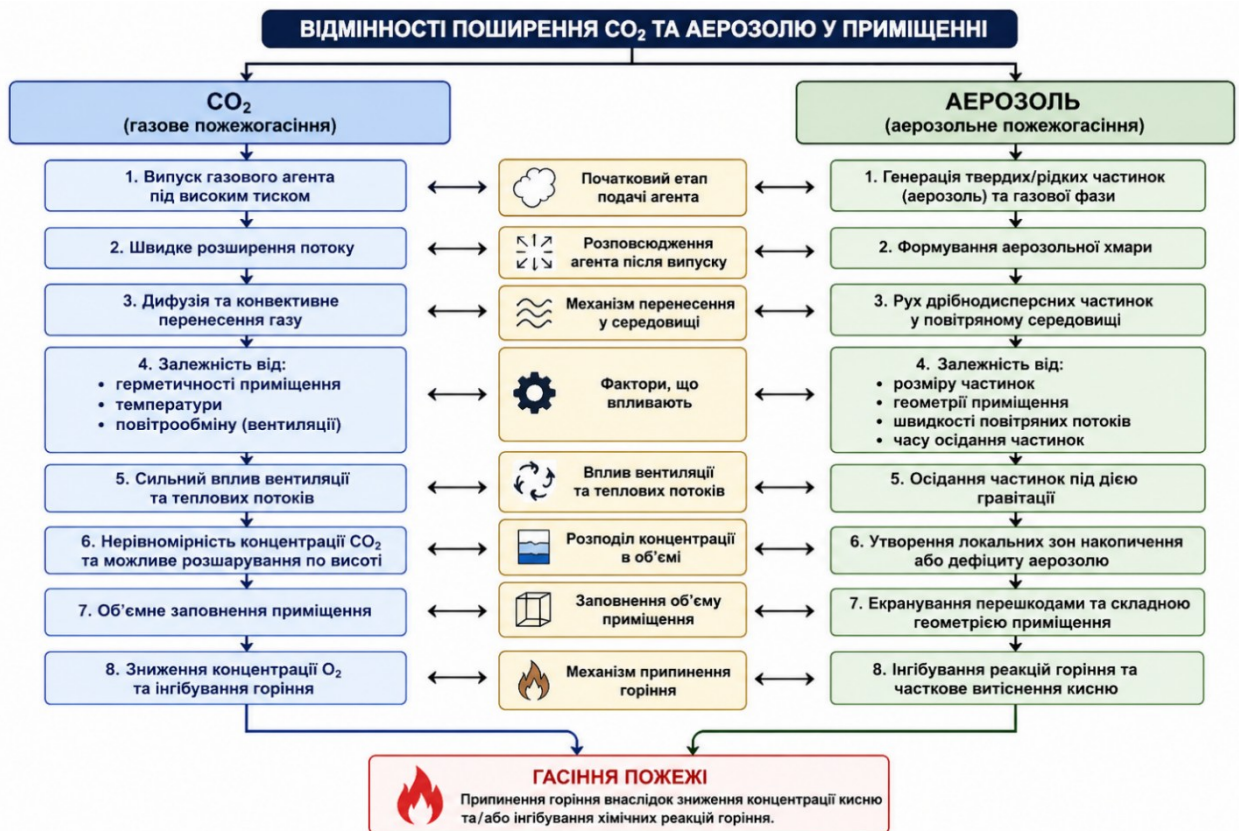 ВІДМІННОСТІ ПОШИРЕННЯ CO₂ ТА АЕРОЗОЛЮ У ПРИМІЩЕННІ
CO₂
(газове пожежогасіння)
АЕРОЗОЛЬ
(аерозольне пожежогасіння)
1. Випуск газового агента
під високим тиском
Початковий етап
подачі агента
1. Генерація твердих/рідких частинок
(аерозоль) та газової фази
2. Швидке розширення потоку
Розповсюдження
агента після випуску
2. Формування аерозольної хмари
3. Дифузія та конвективне
перенесення газу
Механізм перенесення
у середовищі
3. Рух дрібнодисперсних частинок
у повітряному середовищі
4. Залежність від:
• герметичності приміщення
• температури
• повітрообміну (вентиляції)
Фактори, що
впливають
4. Залежність від:
• розміру частинок
• геометрії приміщення
• швидкості повітряних потоків
• часу осідання частинок
5. Сильний вплив вентиляції
та теплових потоків
Вплив вентиляції
та теплових потоків
5. Осідання частинок під дією
гравітації
6. Нерівномірність концентрації CO₂
та можливе розшарування по висоті
Розподіл концентрації
в об'ємі
6. Утворення локальних зон накопичення
або дефіциту аерозолю
7. Об'ємне заповнення приміщення
Заповнення об'єму
приміщення
7. Екранування перешкодами та складною
геометрією приміщення
8. Зниження концентрації O₂
та інгібування горіння
Механізм припинення
горіння
8. Інгібування реакцій горіння та
часткове витіснення кисню
ГАСІННЯ ПОЖЕЖІ
Припинення горіння внаслідок зниження концентрації кисню
та/або інгібування хімічних реакцій горіння.